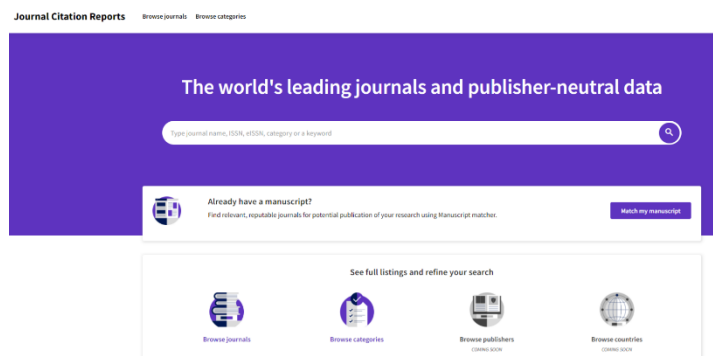 Journal Citation Reports Browse journals Browse categories
The world's leading journals and publisher-neutral data
Type journal name, ISSN, eISSN, category or a keyword
Already have a manuscript?
Find relevant, reputable journals for potential publication of your research using Manuscript matcher.
Match my manuscript
See full listings and refine your search
Browse journals Browse categories Browse publishers Browse countries
COMING SOON COMING SOON